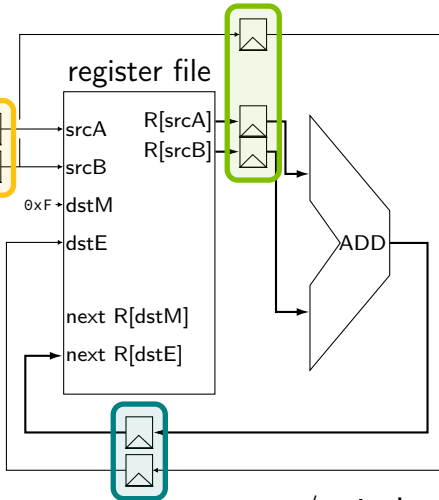 register file
srcA
R[srcA]
R[srcB]
srcB
0xF
dstM
dstE
ADD
next R[dstM]
next R[dstE]